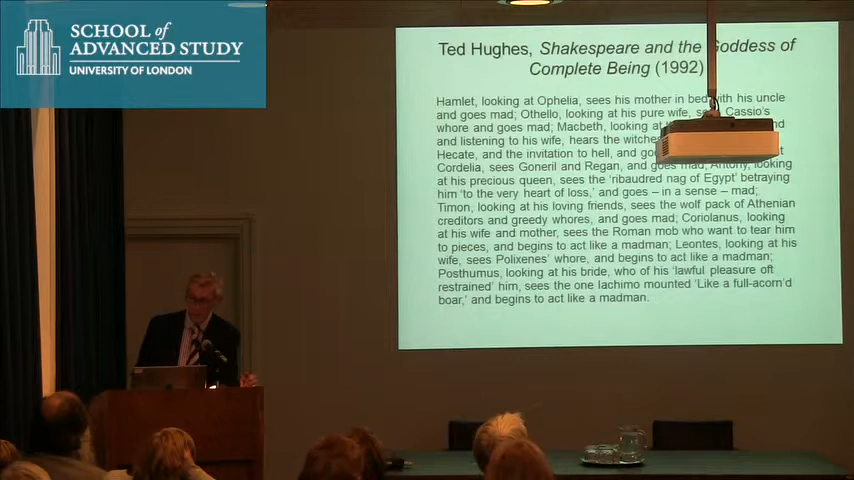 SCHOOL of
ADVANCED STUDY
UNIVERSITY OF LONDON
Ted Hughes, Shakespeare and the Goddess of
Complete Being (1992)
Hamlet, looking at Ophelia, sees his mother in bed with his uncle
and goes mad; Othello, looking at his pure wife, Cassio's
whore and goes mad; Macbeth, looking at
and listening to his wife, hears the
Hecate, and the invitation to hell, and
Cordelia, sees Goneril and Regan, and goes mad; Antony, looking
at his precious queen, sees the 'ribaudred nag of Egypt' betraying
him 'to the very heart of loss,' and goes – in a sense – mad;
Timon, looking at his loving friends, sees the wolf pack of Athenian
creditors and greedy whores, and goes mad; Coriolanus, looking
at his wife and mother, sees the Roman mob who want to tear him
to pieces, and begins to act like a madman; Leontes, looking at his
wife, sees Polixenes' whore, and begins to act like a madman;
Posthumus, looking at his bride, who of his 'lawful pleasure oft
restrained' him, sees the one Iachimo mounted 'Like a full-acorn'd
boar,' and begins to act like a madman.